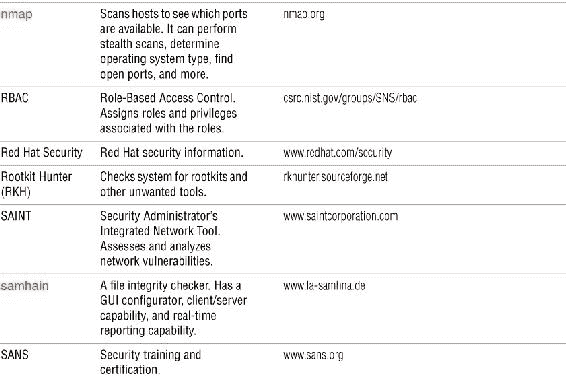 nmap Scans hosts to see which ports nmap.org
are available. It can perform
stealth scans, determine
operating system type, find
open ports, and more.
RBAC Role-Based Access Control. csrc.nist.gov/groups/SNS/rbac
Assigns roles and privileges
associated with the roles.
Red Hat Security Red Hat security information. www.redhat.com/security
Rootkit Hunter Checks system for rootkits and rkhunter.sourceforge.net
(RKH) other unwanted tools.
SAINT Security Administrator's www.saintcorporation.com
Integrated Network Tool.
Assesses and analyzes
network vulnerabilities.
samhain A file integrity checker. Has a www.la-samhna.de
GUI configurator, client/server
capability, and real-time
reporting capability.
SANS Security training and www.sans.org
certification.